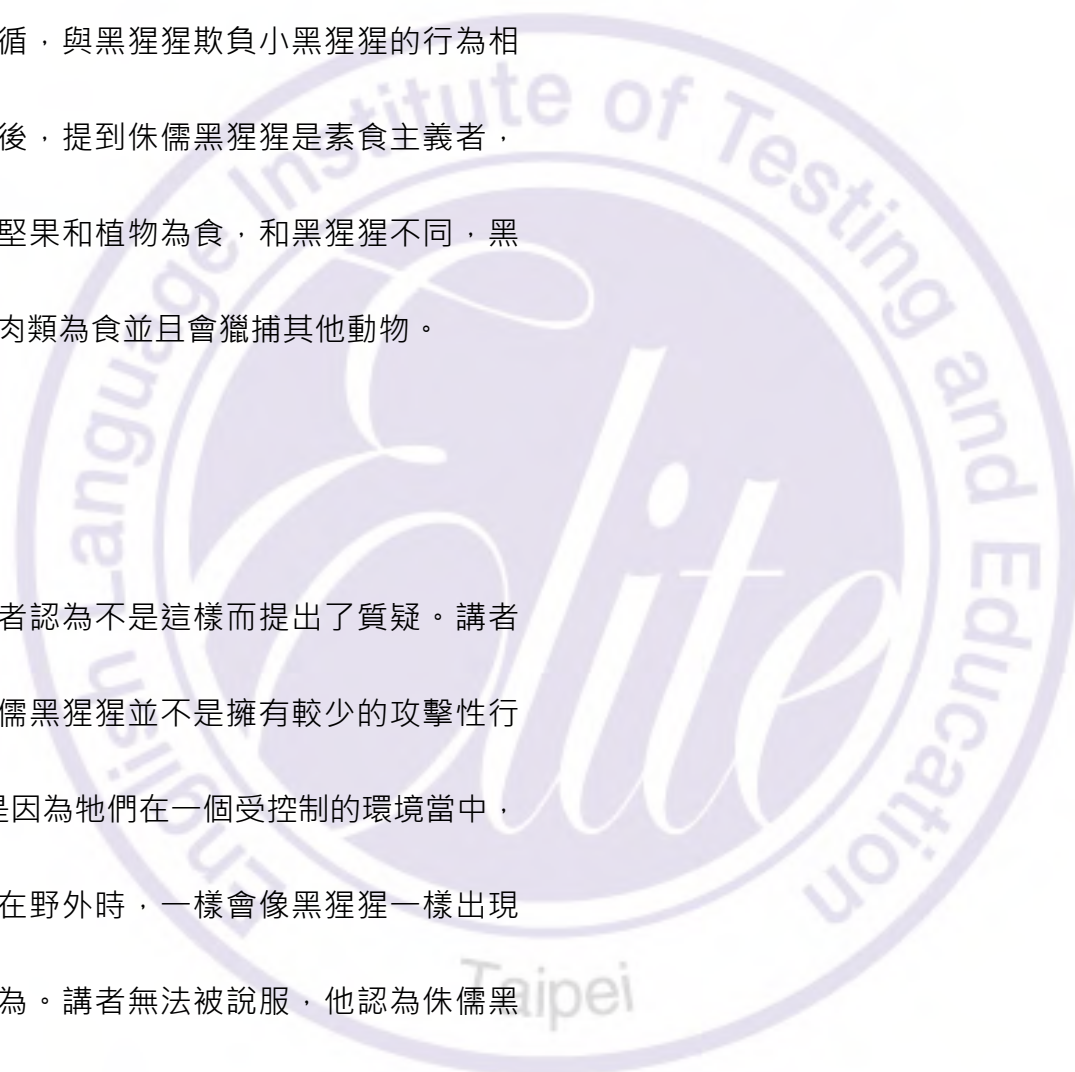 循，與黑猩猩欺負小黑猩猩的行為相
後，提到侏儒黑猩猩是素食主義者，
堅果和植物為食，和黑猩猩不同，黑
肉類為食並且會獵捕其他動物。
者認為不是這樣而提出了質疑。講者
儒黑猩猩並不是擁有較少的攻擊性行
是因為牠們在一個受控制的環境當中，
在野外時，一樣會像黑猩猩一樣出現
為。講者無法被說服，他認為侏儒黑
English Language Institute of Testing and Education
Elite
Taipei